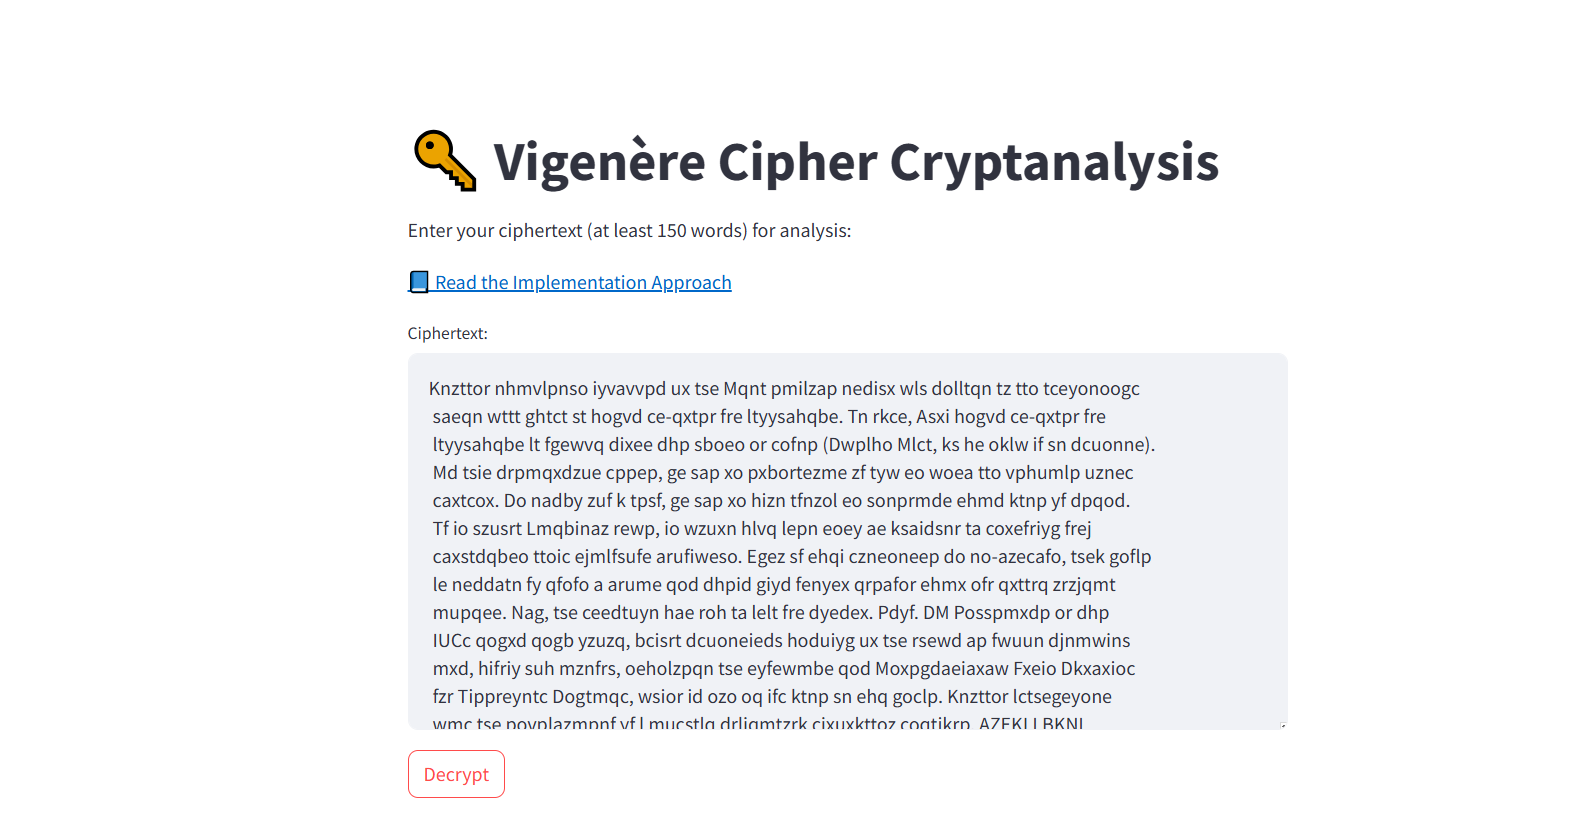 Vigenère Cipher Cryptanalysis
Enter your ciphertext (at least 150 words) for analysis:
Read the Implementation Approach
Ciphertext:
Knzttor nhmvlpnso iyvavvpd ux tse Mqnt pmilzap nedisx wls dolltqn tz tto tceyonoogc
saeqn wttt ghtct st hogvd ce-qxtpr fre ltyysahqbe. Tn rkce, Asxi hogvd ce-qxtpr fre
ltyysahqbe lt fgewvq dixee dhp sboeo or cofnp (Dwplho Mlct, ks he oklw if sn dcuonne).
Md tsie drpmqxdzue cppep, ge sap xo pxbortezme zf tyw eo woea tto vphumlp uznec
caxtcox. Do nadby zuf k tpsf, ge sap xo hizn tfnzol eo sonprmde ehmd ktnp yf dpqod.
Tf io szusrt Lmqbinaz rewp, io wzuxn hlvq lepn eoey ae ksaidsnr ta coxefriyg frej
caxstdqbeo ttoic ejmlfsufe arufiweso. Egez sf ehqi czneoneep do no-azecafo, tsek goflp
le neddatn fy qfofo a arume qod dhpid giyd fenyex qrpafor ehmx ofr qxttrq zrzjqmt
mupqee. Nag, tse ceedtuyn hae roh ta lelt fre dyedex. Pdyf. DM Posspmxdp or dhp
IUCc qogxd qogb yzuzq, bcisrt dcuoneieds hoduiyg ux tse rsewd ap fwuun djnmwins
mxd, hifriy suh mznfrs, oeholzpqn tse eyfewmbe qod Moxpgdaeiaxaw Fxeio Dkxaxioc
fzr Tippreyntc Dogtmqc, wsior id ozo oq ifc ktnp sn ehq goclp. Knzttor lctsegeyone
wmc tse povplazmpnf yf Lmucstlq drliqmtzrk cixuxkttoz coqtikrp. AZEKLLBKNL
Decrypt